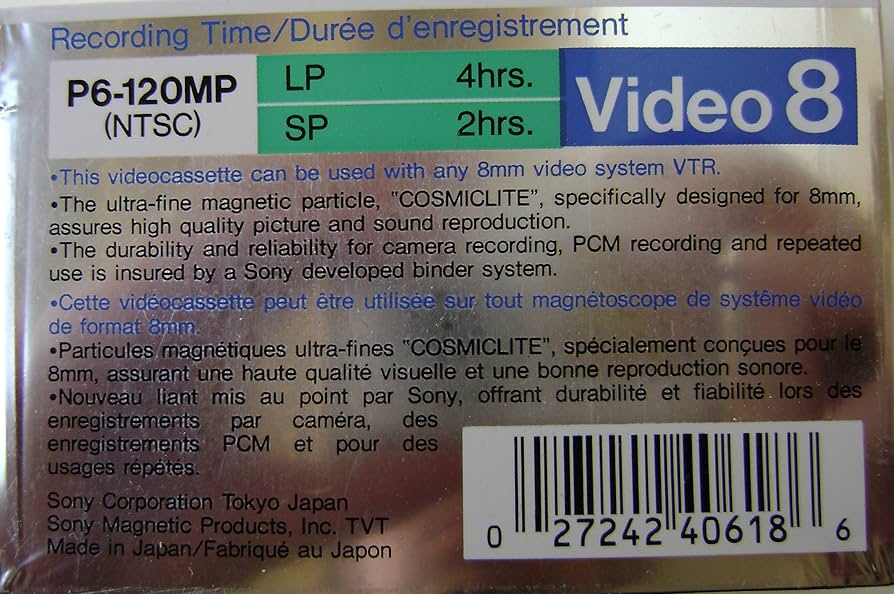 Recording Time/Durée d'enregistrement
P6-120MP
(NTSC)
LP 4hrs.
SP 2hrs.
Video 8
•This videocassette can be used with any 8mm video system VTR.
•The ultra-fine magnetic particle, "COSMICLITE", specifically designed for 8mm,
assures high quality picture and sound reproduction.
•The durability and reliability for camera recording, PCM recording and repeated
use is insured by a Sony developed binder system.
•Cette vidéocassette peut être utilisée sur tout magnétoscope de systême vidéo
de format 8mm.
•Particules magnétiques ultra-fines "COSMICLITE", spécialement conçues pour le
8mm, assurant une haute qualité visuelle et une bonne reproduction sonore.
•Nouveau liant mis au point par Sony, offrant durabilité et fiabilité lors des
enregistrements par caméra, des
enregistrements PCM et pour des
usages répétés.
Sony Corporation Tokyo Japan
Sony Magnetic Products, Inc. TVT
Made in Japan/Fabriqué au Japon
0 27242 40618 6